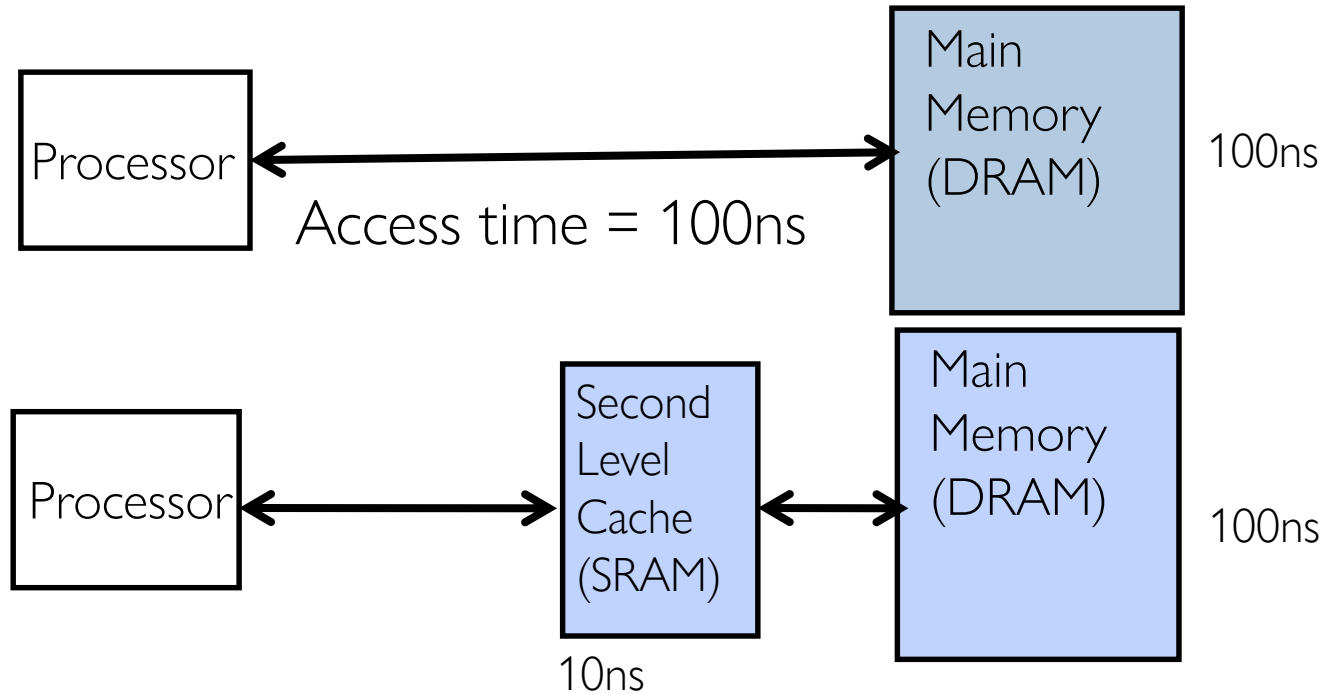 Main
Memory
(DRAM)
100ns
Processor
Access time = 100ns
Main
Memory
(DRAM)
Second
Level
Cache
(SRAM)
Processor
100ns
10ns